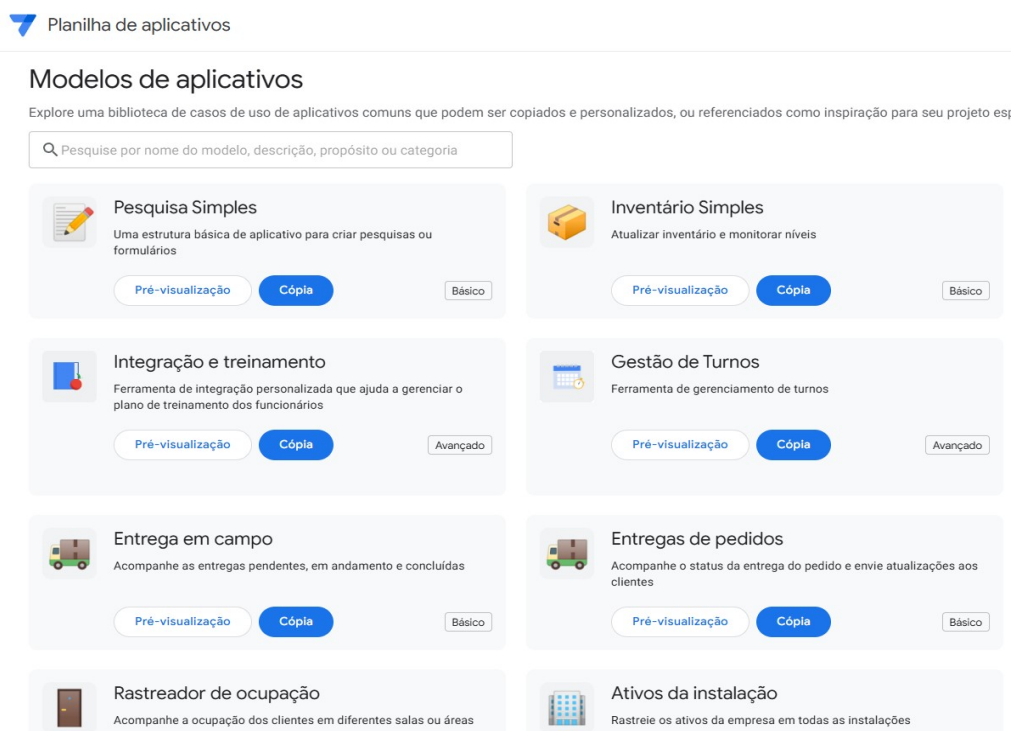 Planilha de aplicativos
Modelos de aplicativos
Explore uma biblioteca de casos de uso de aplicativos comuns que podem ser copiados e personalizados, ou referenciados como inspiração para seu projeto esp
Pesquise por nome do modelo, descrição, propósito ou categoria
Pesquisa Simples
Uma estrutura básica de aplicativo para criar pesquisas ou
formulários
Pré-visualização
Cópia
Básico
Inventário Simples
Atualizar inventário e monitorar níveis
Pré-visualização
Cópia
Básico
Integração e treinamento
Ferramenta de integração personalizada que ajuda a gerenciar o
plano de treinamento dos funcionários
Pré-visualização
Cópia
Avançado
Gestão de Turnos
Ferramenta de gerenciamento de turnos
Pré-visualização
Cópia
Avançado
Entrega em campo
Acompanhe as entregas pendentes, em andamento e concluídas
Pré-visualização
Cópia
Básico
Entregas de pedidos
Acompanhe o status da entrega do pedido e envie atualizações aos
clientes
Pré-visualização
Cópia
Básico
Rastreador de ocupação
Acompanhe a ocupação dos clientes em diferentes salas ou áreas
Ativos da instalação
Rastreie os ativos da empresa em todas as instalações